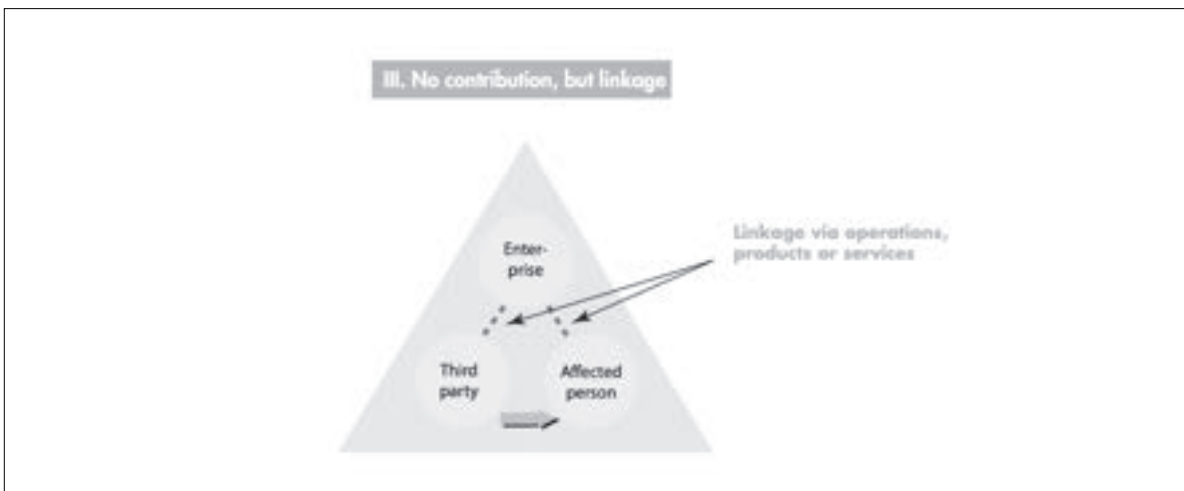 III. No contribution, but linkage
Enter-
prise
Linkage via operations,
products or services
Third
party
Affected
person